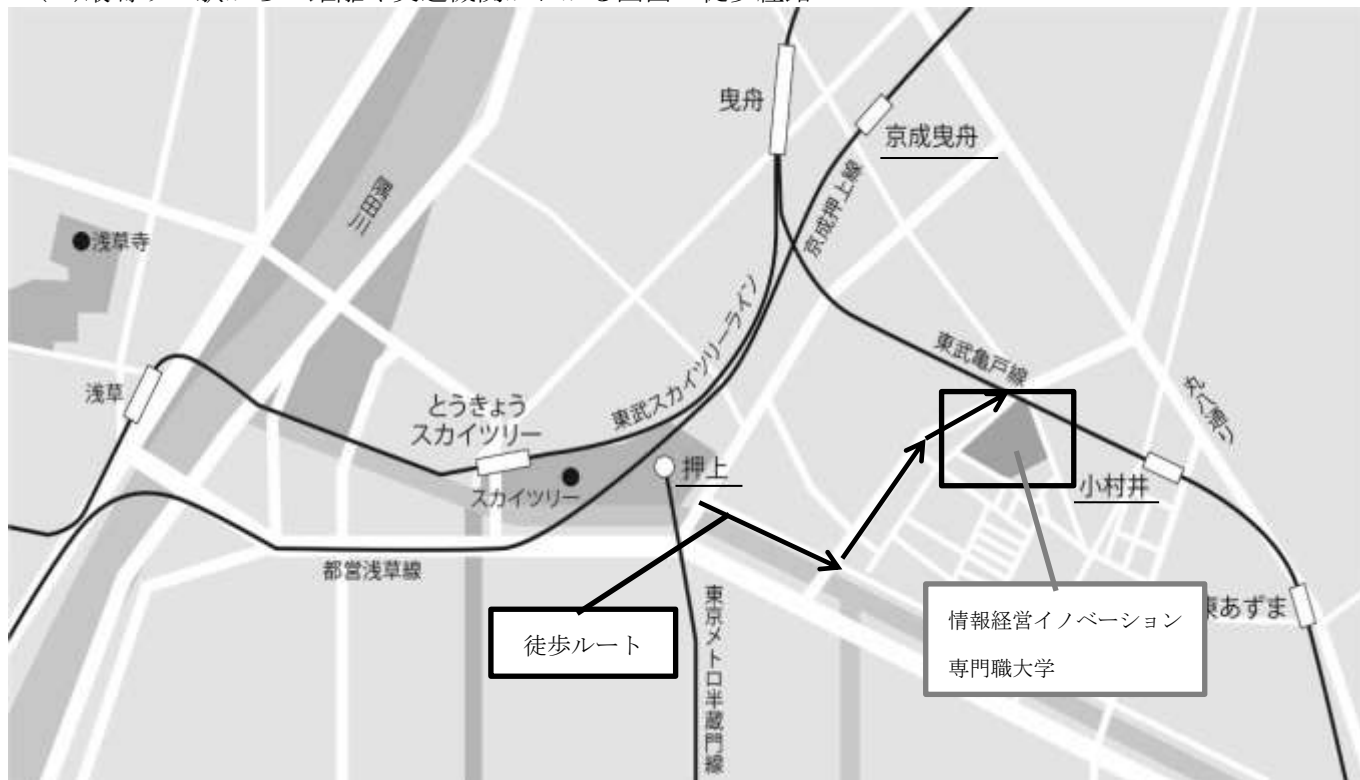 曳舟
京成曳舟
隅田川
京成押上線
浅草寺
東武スカイツリーライン
東武亀戸線
浅草
とうきょう
スカイツリー
丸八通り
押上
スカイツリー
小村井
都営浅草線
東京メトロ半蔵門線
徒歩ルート
情報経営イノベーション
専門職大学
東あずま